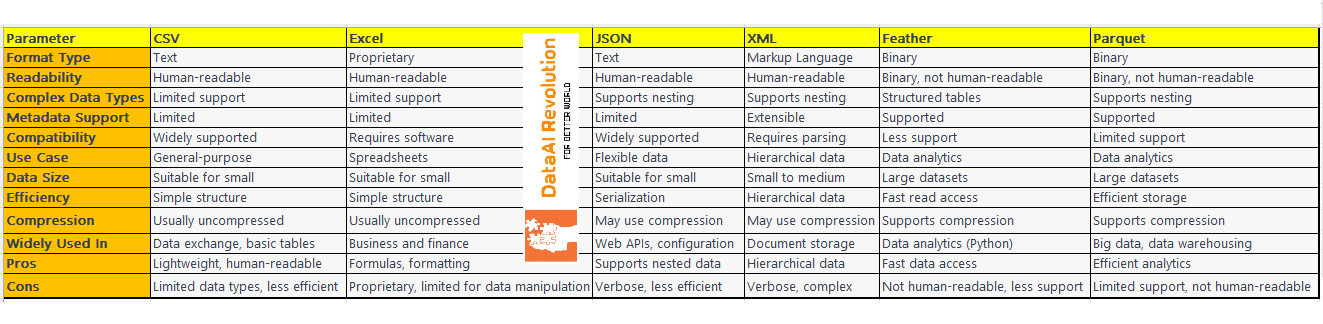 Parameter CSV Excel JSON XML Feather Parquet
Format Type Text Proprietary Text Markup Language Binary Binary
Readability Human-readable Human-readable Human-readable Human-readable Binary, not human-readable Binary, not human-readable
Complex Data Types Limited support Limited support Supports nesting Supports nesting Structured tables Supports nesting
Metadata Support Limited Limited Limited Extensible Supported Supported
Compatibility Widely supported Requires software Widely supported Requires parsing Less support Limited support
Use Case General-purpose Spreadsheets Flexible data Hierarchical data Data analytics Data analytics
Data Size Suitable for small Suitable for small Suitable for small Small to medium Large datasets Large datasets
Efficiency Simple structure Simple structure Serialization Hierarchical data Fast read access Efficient storage
Compression Usually uncompressed Usually uncompressed May use compression May use compression Supports compression Supports compression
Widely Used In Data exchange, basic tables Business and finance Web APIs, configuration Document storage Data analytics (Python) Big data, data warehousing
Pros Lightweight, human-readable Formulas, formatting Supports nested data Hierarchical data Fast data access Efficient analytics
Cons Limited data types, less efficient Proprietary, limited for data manipulation Verbose, less efficient Verbose, complex Not human-readable, less support Limited support, not human-readable
DataAI Revolution
FOR BETTER WORLD